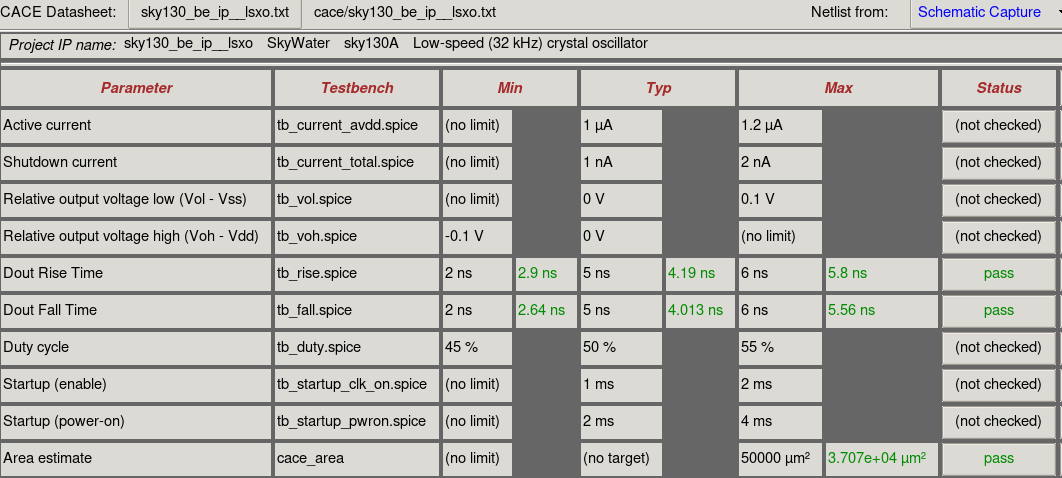 CACE Datasheet: sky130_be_ip__lsxo.txt cace/sky130_be_ip__lsxo.txt Netlist from: Schematic Capture
Project IP name: sky130_be_ip__lsxo SkyWater sky130A Low-speed (32 kHz) crystal oscillator
Parameter Testbench Min Typ Max Status
Active current tb_current_avdd.spice (no limit) 1 µA 1.2 µA (not checked)
Shutdown current tb_current_total.spice (no limit) 1 nA 2 nA (not checked)
Relative output voltage low (Vol - Vss) tb_vol.spice (no limit) 0 V 0.1 V (not checked)
Relative output voltage high (Voh - Vdd) tb_voh.spice -0.1 V 0 V (no limit) (not checked)
Dout Rise Time tb_rise.spice 2 ns 2.9 ns 5 ns 4.19 ns 6 ns 5.8 ns pass
Dout Fall Time tb_fall.spice 2 ns 2.64 ns 5 ns 4.013 ns 6 ns 5.56 ns pass
Duty cycle tb_duty.spice 45 % 50 % 55 % (not checked)
Startup (enable) tb_startup_clk_on.spice (no limit) 1 ms 2 ms (not checked)
Startup (power-on) tb_startup_pwron.spice (no limit) 2 ms 4 ms (not checked)
Area estimate cace_area (no limit) (no target) 50000 µm² 3.707e+04 µm² pass